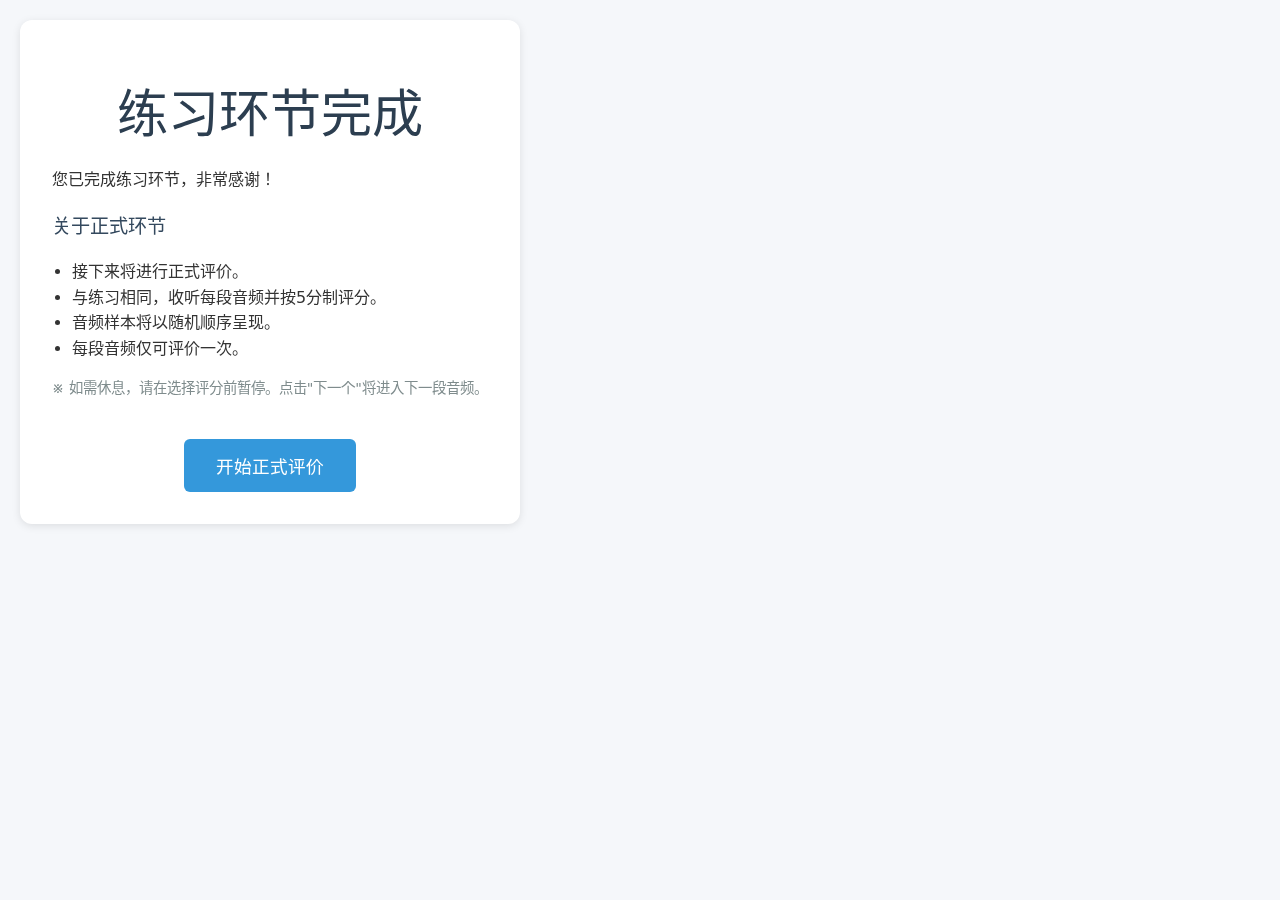 练习环节完成
您已完成练习环节，非常感谢！
关于正式环节
• 接下来将进行正式评价。
• 与练习相同，收听每段音频并按5分制评分。
• 音频样本将以随机顺序呈现。
• 每段音频仅可评价一次。
※ 如需休息，请在选择评分前暂停。点击"下一个"将进入下一段音频。
开始正式评价